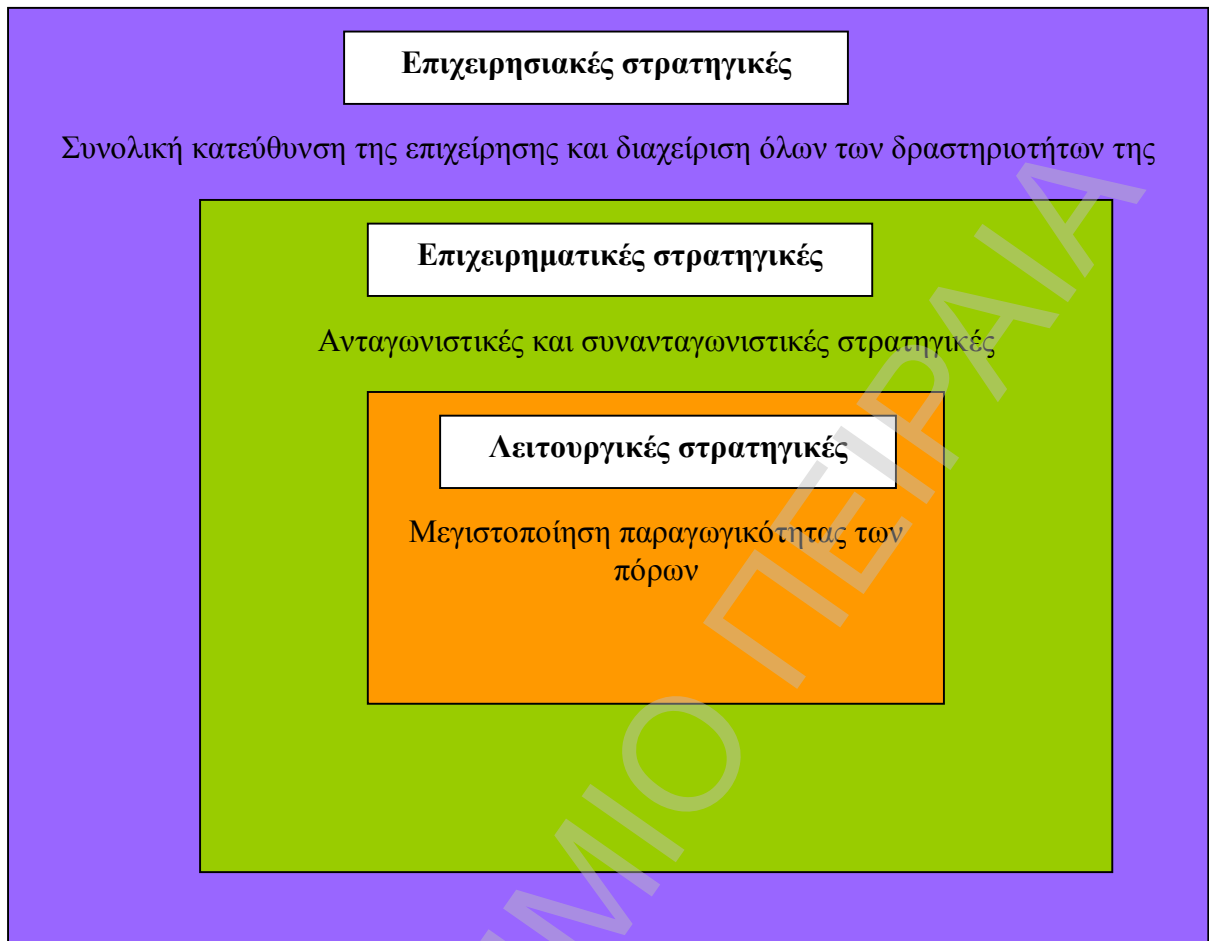 Επιχειρησιακές στρατηγικές
Συνολική κατεύθυνση της επιχείρησης και διαχείριση όλων των δραστηριοτήτων της
Επιχειρηματικές στρατηγικές
Ανταγωνιστικές και συνανταγωνιστικές στρατηγικές
Λειτουργικές στρατηγικές
Μεγιστοποίηση παραγωγικότητας των
πόρων
ΠΕΙΡΑΙΑ